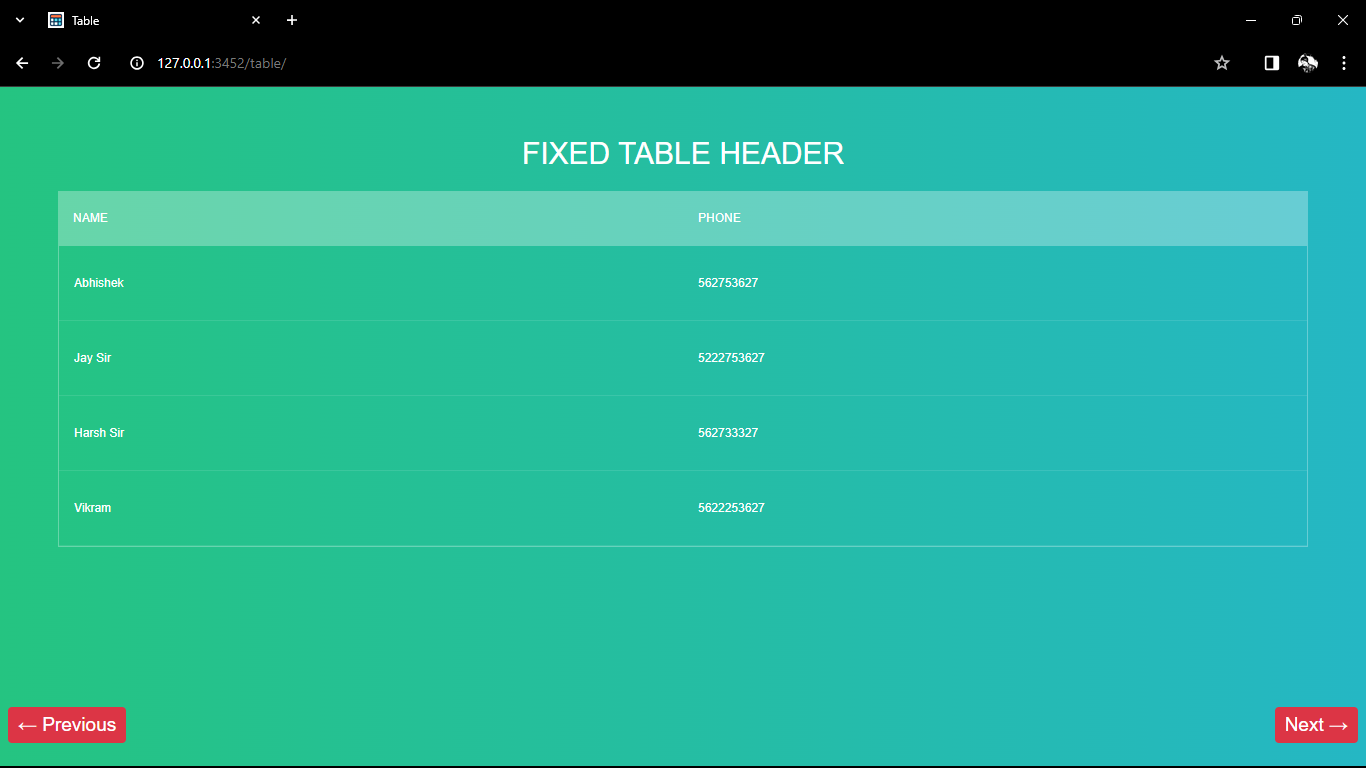 Table
127.0.0.1:3452/table/
FIXED TABLE HEADER
NAME PHONE
Abhishek 562753627
Jay Sir 5222753627
Harsh Sir 562733327
Vikram 5622253627
← Previous Next →